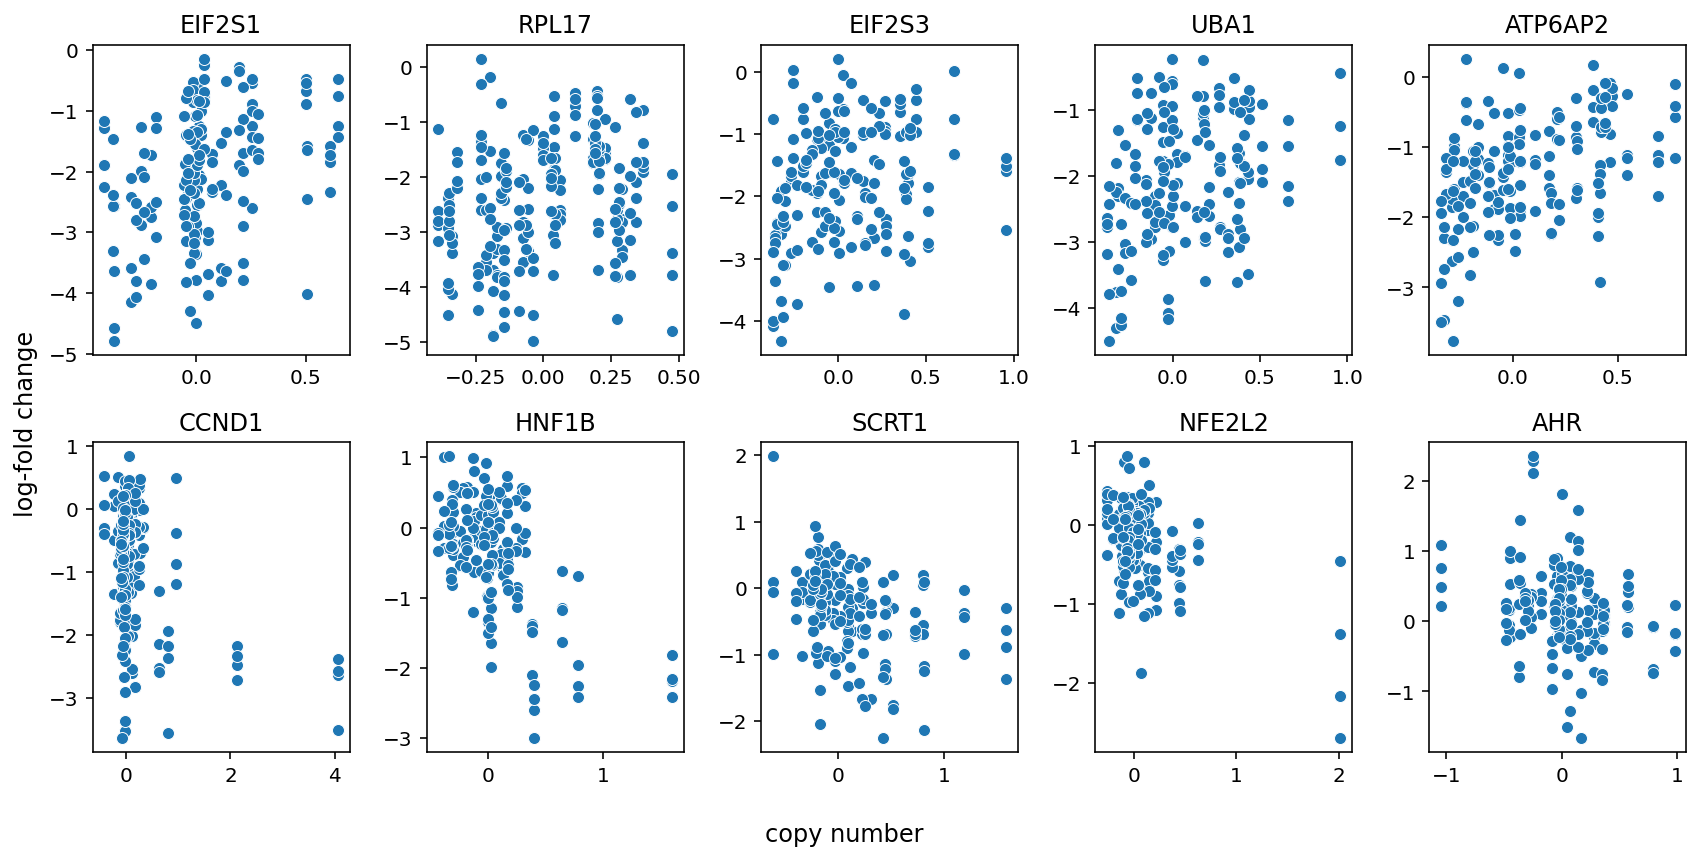 EIF2S1 RPL17 EIF2S3 UBA1 ATP6AP2
0 −1 −2 −3 −4 −5
0 −1 −2 −3 −4 −5
0 −1 −2 −3 −4
−1 −2 −3 −4
0 −1 −2 −3
0.0 0.5 −0.25 0.00 0.25 0.50 0.0 0.5 1.0 0.0 0.5 1.0 0.0 0.5
log-fold change
CCND1 HNF1B SCRT1 NFE2L2 AHR
1 0 −1 −2 −3
1 0 −1 −2 −3
2 1 0 −1 −2
1 0 −1 −2
2 1 0 −1
0 2 4 0 1 0 1 0 1 2 −1 0 1
copy number